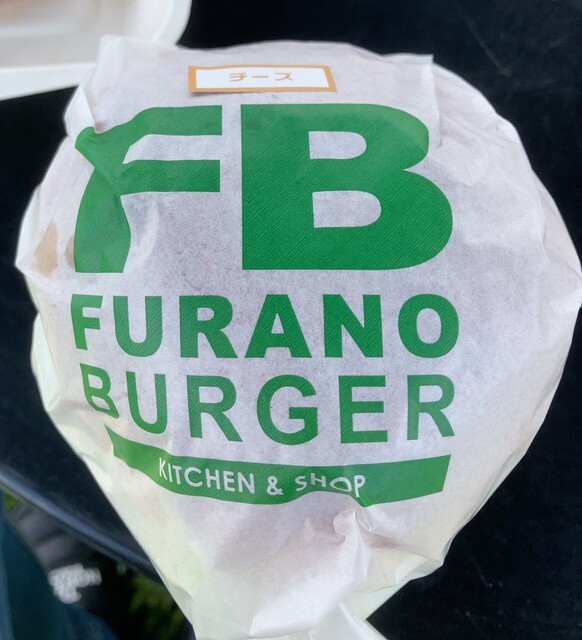 チーズ
FB
FURANO
BURGER
KITCHEN & SHOP